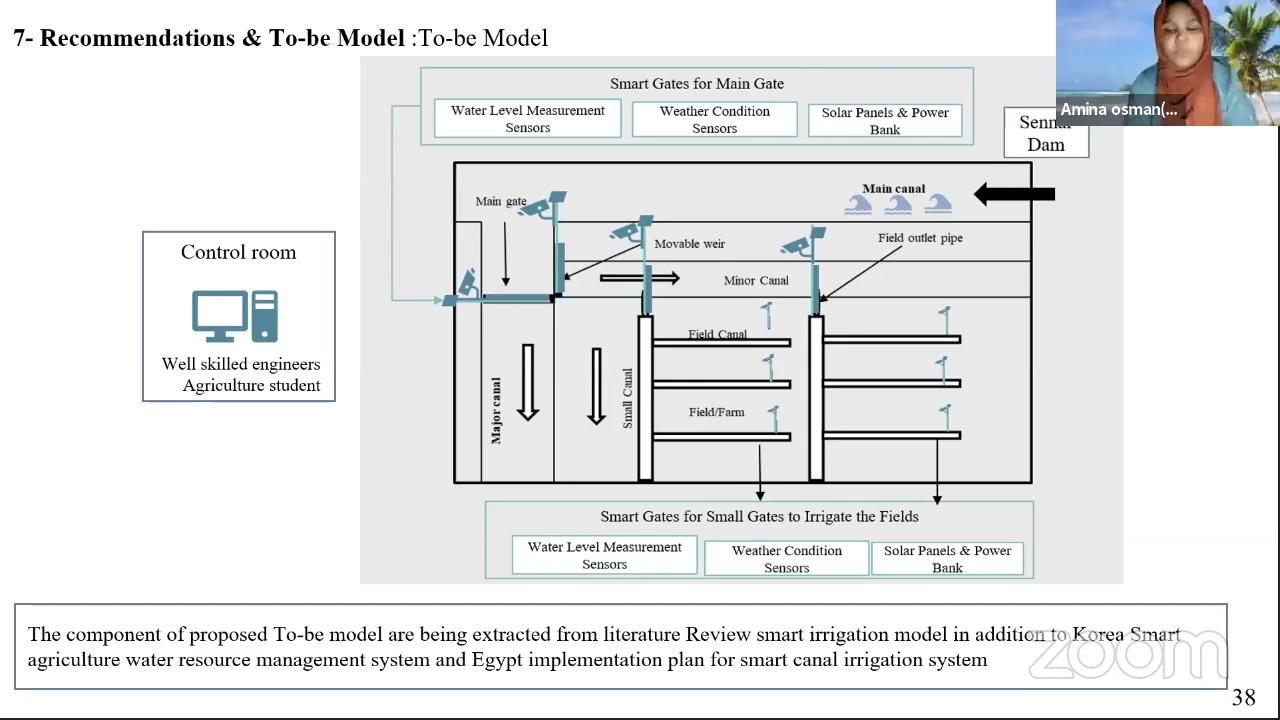 7- Recommendations & To-be Model :To-be Model
Amina osman(...
Smart Gates for Main Gate
Water Level Measurement
Sensors
Weather Condition
Sensors
Solar Panels & Power
Bank
Dam
Main canal
Main gate
Movable weir
Field outlet pipe
Control room
Minor Canal
Field Canal
Well skilled engineers
Agriculture student
Major canal
Small Canal
Field/Farm
Smart Gates for Small Gates to Irrigate the Fields
Water Level Measurement
Sensors
Weather Condition
Sensors
Solar Panels & Power
Bank
The component of proposed To-be model are being extracted from literature Review smart irrigation model in addition to Korea Smart
agriculture water resource management system and Egypt implementation plan for smart canal irrigation system
zoom
38